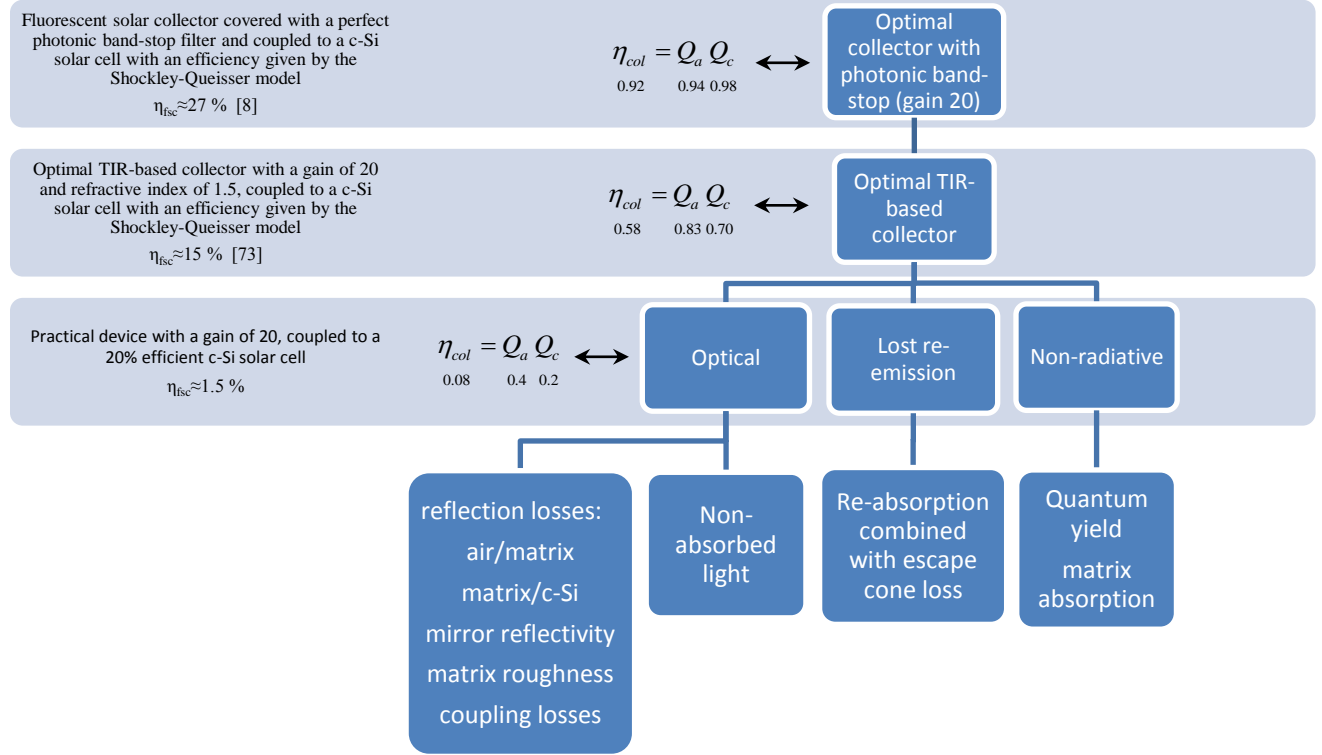 Fluorescent solar collector covered with a perfect
photonic band-stop filter and coupled to a c-Si
solar cell with an efficiency given by the
Shockley-Queisser model
ηfsc≈27 % [8]
ηcol = Qa Qc
0.92 0.94 0.98
Optimal
collector with
photonic band-
stop (gain 20)
Optimal TIR-based collector with a gain of 20
and refractive index of 1.5, coupled to a c-Si
solar cell with an efficiency given by the
Shockley-Queisser model
ηfsc≈15 % [73]
ηcol = Qa Qc
0.58 0.83 0.70
Optimal TIR-
based
collector
Practical device with a gain of 20, coupled to a
20% efficient c-Si solar cell
ηfsc≈1.5 %
ηcol = Qa Qc
0.08 0.4 0.2
Optical
Lost re-
emission
Non-radiative
reflection losses:
air/matrix
matrix/c-Si
mirror reflectivity
matrix roughness
coupling losses
Non-
absorbed
light
Re-absorption
combined
with escape
cone loss
Quantum
yield
matrix
absorption